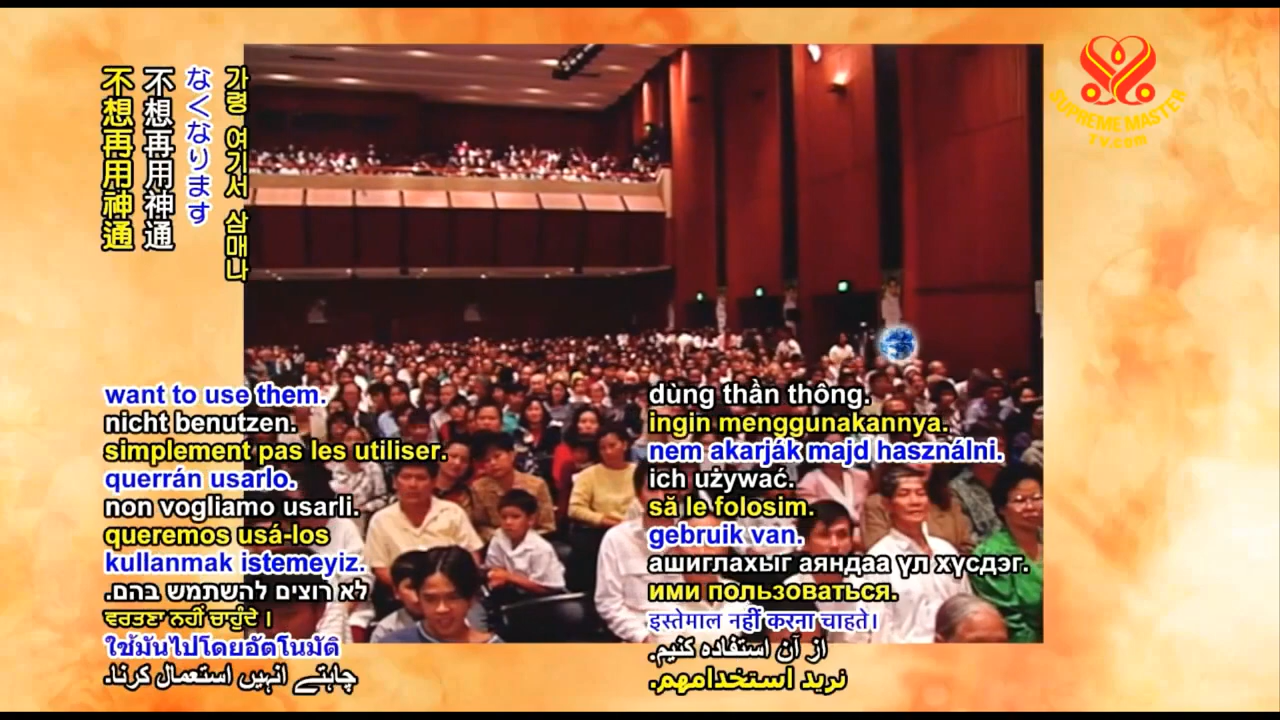 不想再用神通
不想再用神通
なくなります
가령 여기서 삼매나
SUPREME MASTER
TV.com
want to use them.
nicht benutzen.
simplement pas les utiliser.
querrán usarlo.
non vogliamo usarli.
queremos usá-los
kullanmak istemeyiz.
לא רוצים להשתמש בהם.
ਵਰਤਣਾ ਨਹੀਂ ਚਾਹੁੰਦੇ।
ใช้มันไปโดยอัตโนมัติ
چاہتے انہیں استعمال کرنا۔
dùng thần thông.
ingin menggunakannya.
nem akarják majd használni.
ich używać.
să le folosim.
gebruik van.
ашиглахыг аяндаа үл хүсдэг.
ими пользоваться.
इस्तेमाल नहीं करना चाहते।
از آن استفاده کنیم.
نريد استخدامهم.